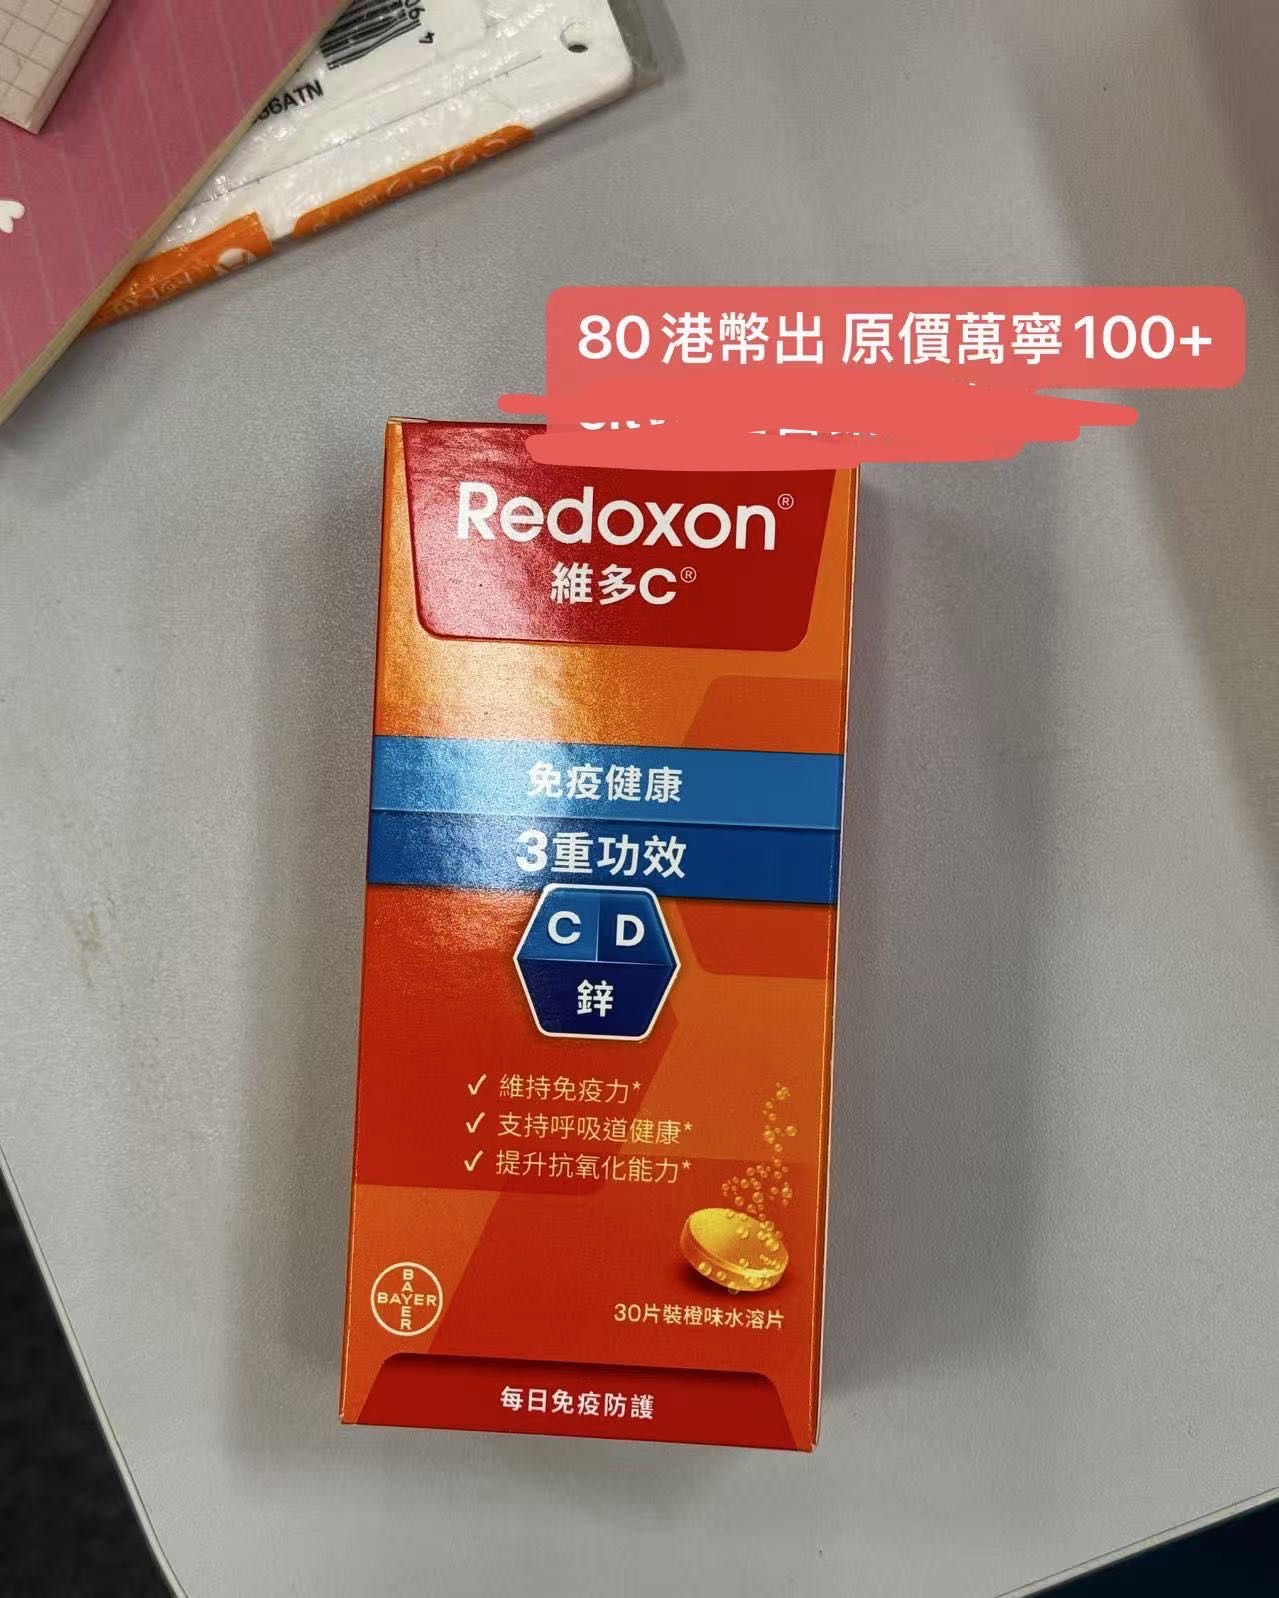 36ATN
80港幣出 原價萬寧100+
Redoxon®
維多C®
免疫健康
3重功效
C D
鋅
✓ 維持免疫力*
✓ 支持呼吸道健康*
✓ 提升抗氧化能力*
BAYER
BAYER
30片裝橙味水溶片
每日免疫防護